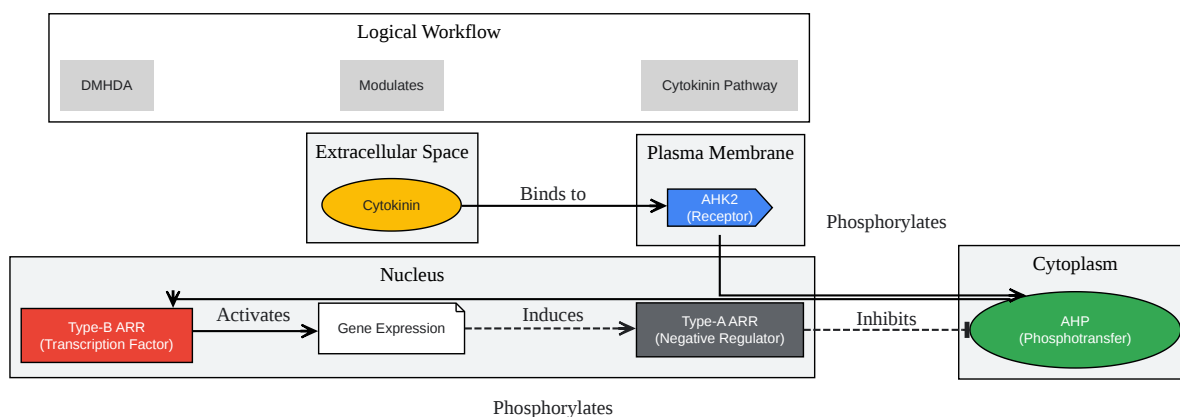 Logical Workflow
DMHDA
Modulates
Cytokinin Pathway
Extracellular Space
Plasma Membrane
Cytokinin
Binds to
AHK2
(Receptor)
Phosphorylates
Nucleus
Cytoplasm
Type-B ARR
(Transcription Factor)
Activates
Gene Expression
Induces
Type-A ARR
(Negative Regulator)
Inhibits
AHP
(Phosphotransfer)
Phosphorylates